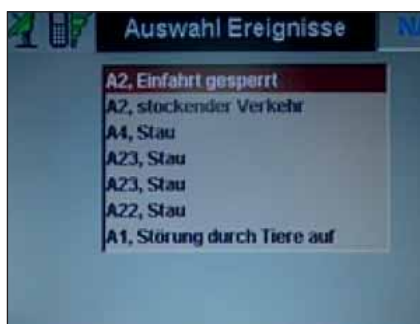 Auswahl Ereignisse
A2, Einfahrt gesperrt
A2, stockender Verkehr
A4, Stau
A23, Stau
A23, Stau
A22, Stau
A1, Störung durch Tiere auf